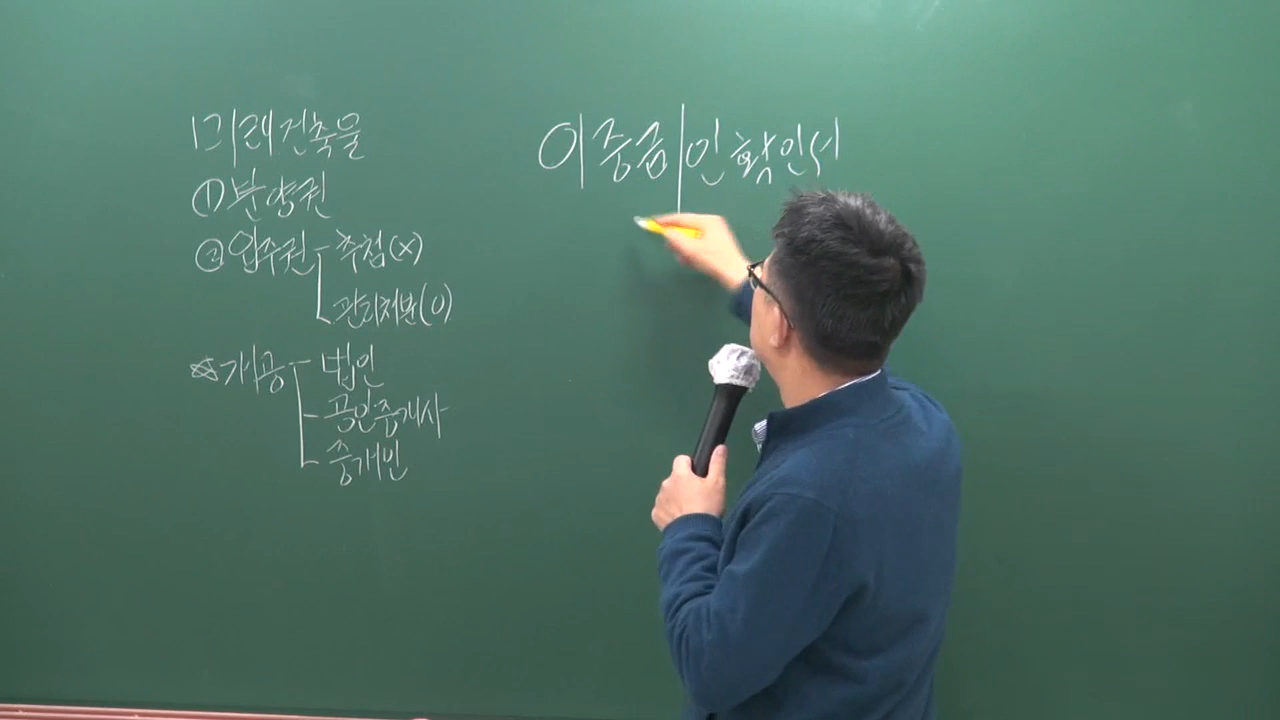 1미래건축물
①분양권
②입주권 추첨(x)
관리처분(0)
☆개공 법인
공인중개사
중개인
이중금|인확인서